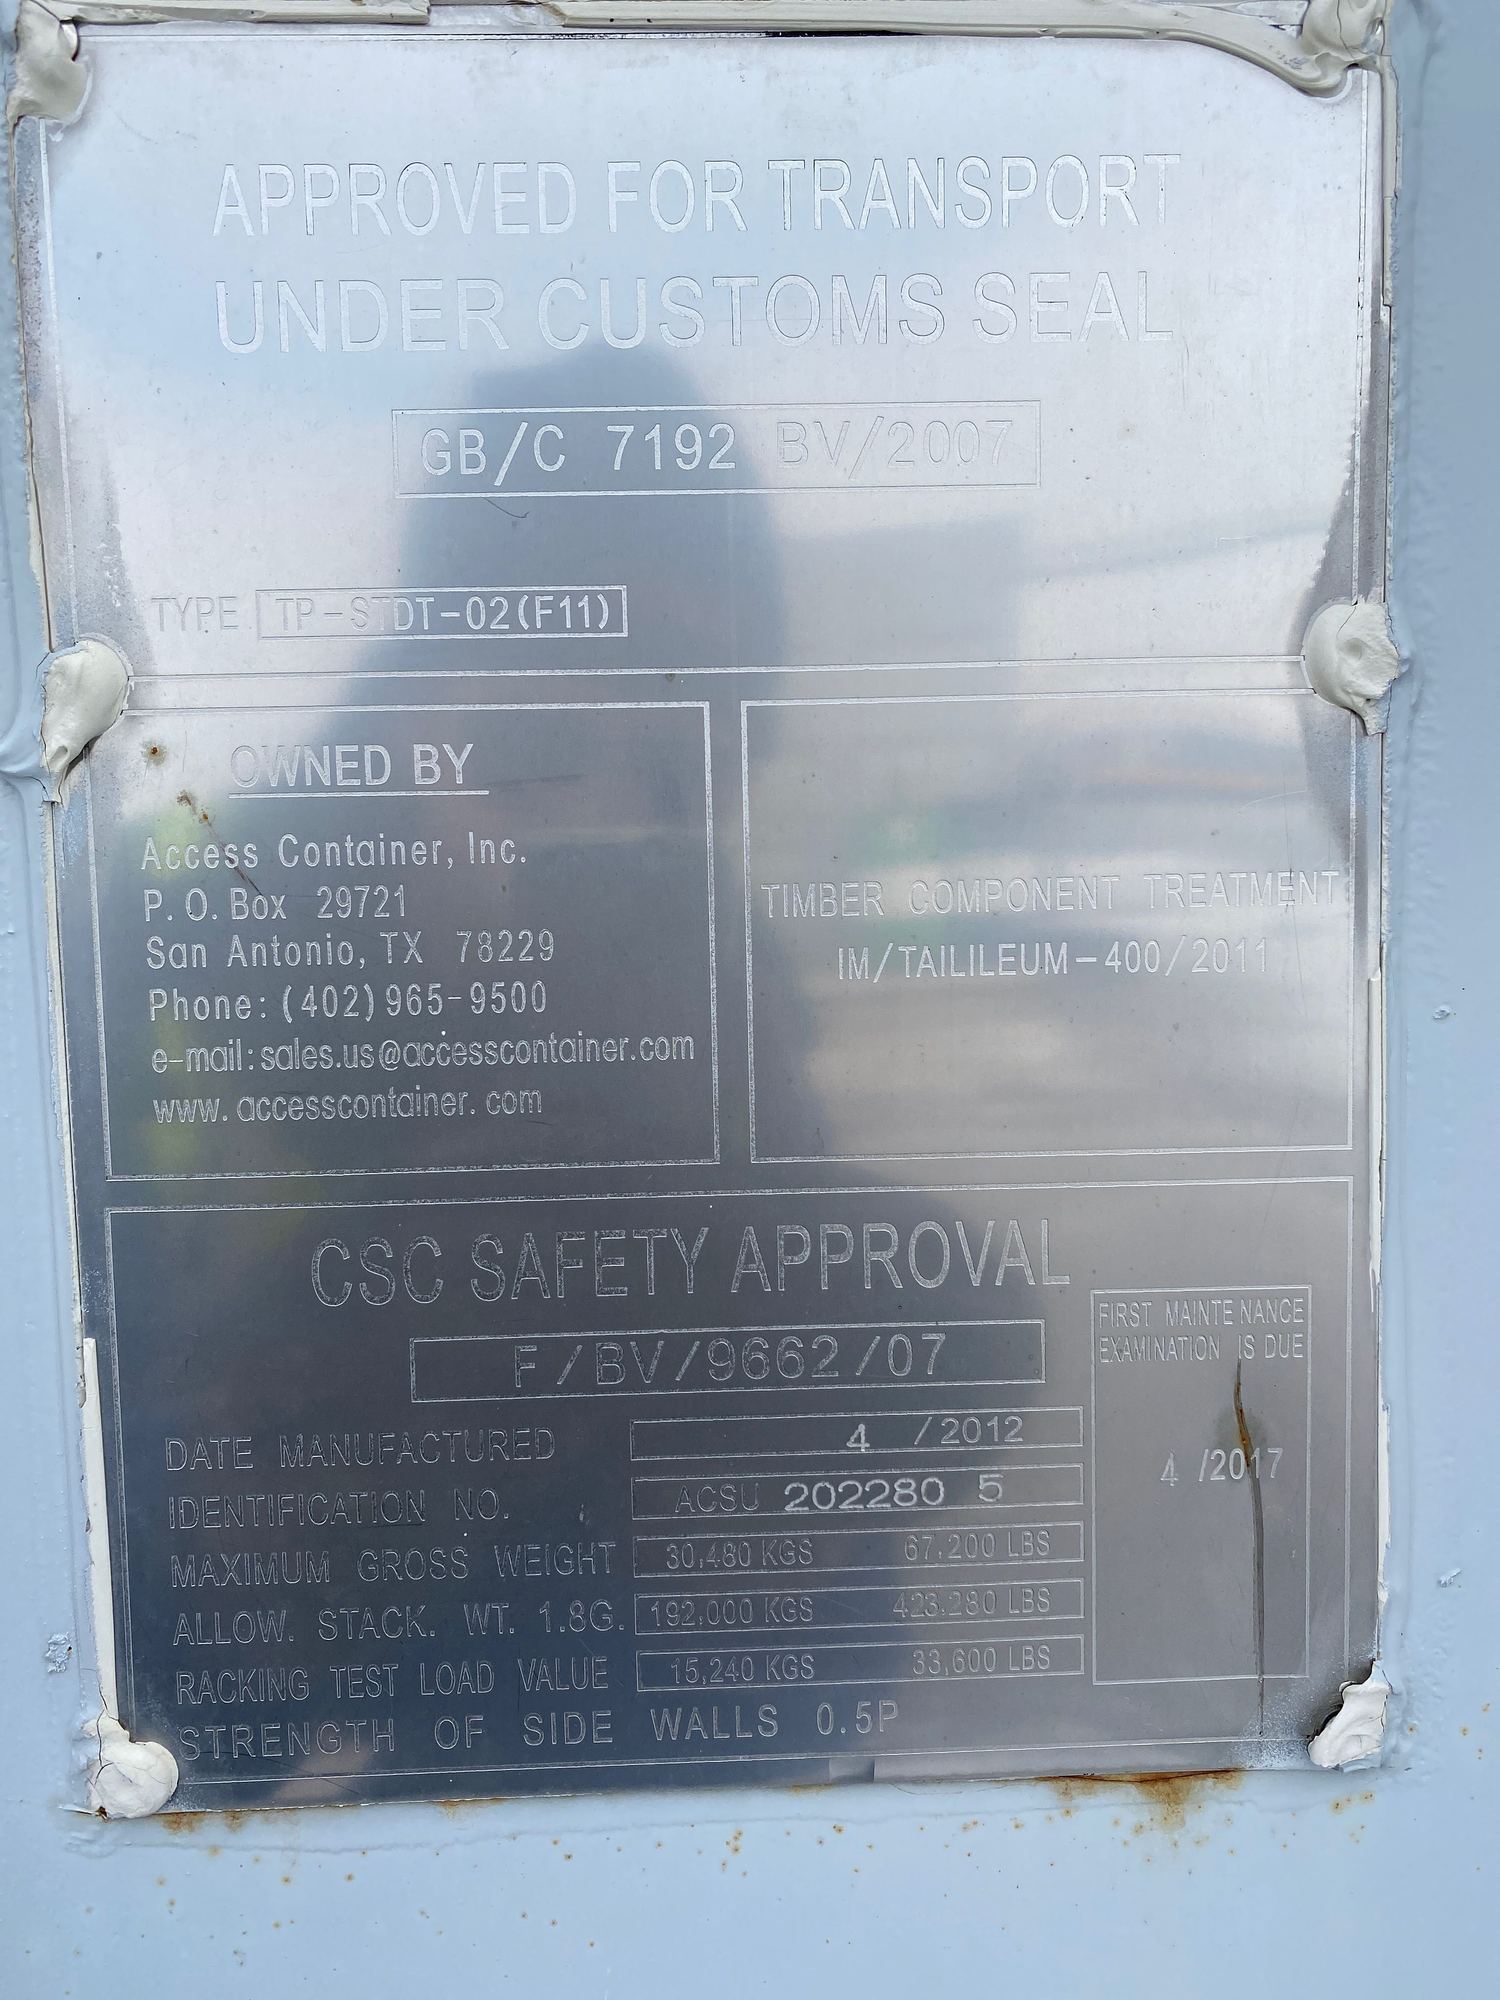 APPROVED FOR TRANSPORT
UNDER CUSTOMS SEAL
GB/C 7192 BV/2007
TYPE TP-STDT-02(F11)
OWNED BY
Access Container, Inc.
P.O. Box 29721
San Antonio, TX 78229
Phone: (402)965-9500
e-mail:sales.us@accesscontainer.com
www.accesscontainer.com
TIMBER COMPONENT TREATMENT
IM/TAILILEUM-400/2011
CSC SAFETY APPROVAL
F/BV/9662/07
FIRST MAINTENANCE
EXAMINATION IS DUE
4 /2017
DATE MANUFACTURED 4 /2012
IDENTIFICATION NO. ACSU 202280 5
MAXIMUM GROSS WEIGHT 30,480 KGS 67,200 LBS
ALLOW. STACK. WT. 1.8G. 192,000 KGS 423,280 LBS
RACKING TEST LOAD VALUE 15,240 KGS 33,600 LBS
STRENGTH OF SIDE WALLS 0.5P